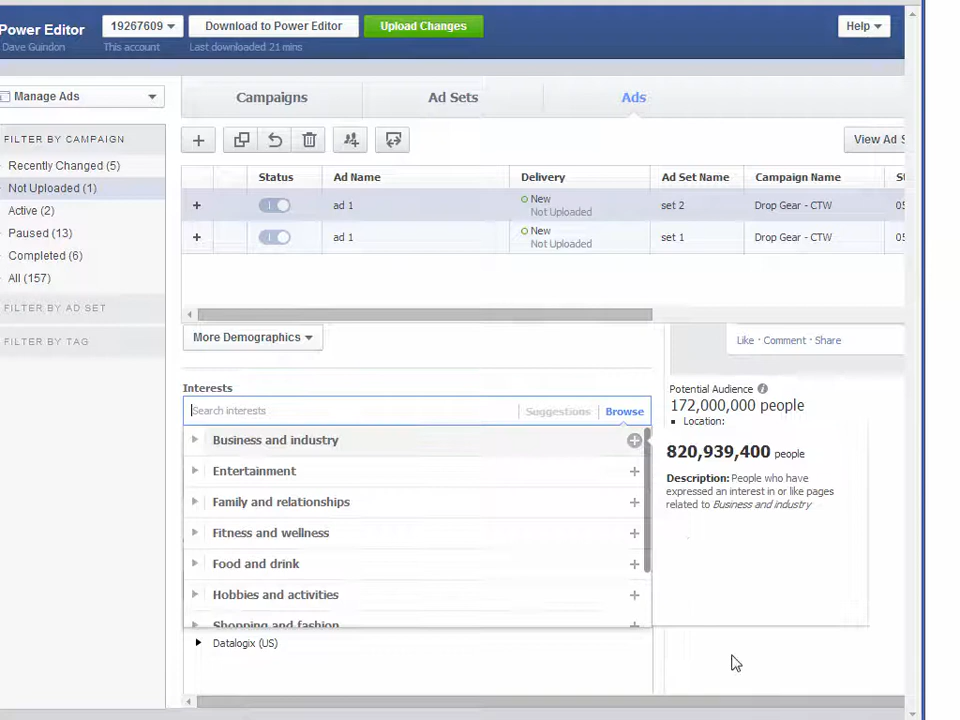 Power Editor
19267609
Download to Power Editor
Upload Changes
Help
Dave Guindon
This account
Last downloaded 21 mins
Manage Ads
Campaigns
Ad Sets
Ads
FILTER BY CAMPAIGN
Recently Changed (5)
Not Uploaded (1)
Active (2)
Paused (13)
Completed (6)
All (157)
FILTER BY AD SET
FILTER BY TAG
View Ad S
Status
Ad Name
Delivery
Ad Set Name
Campaign Name
St
ad 1
New
Not Uploaded
set 2
Drop Gear - CTW
05
ad 1
New
Not Uploaded
set 1
Drop Gear - CTW
05
More Demographics
Like · Comment · Share
Interests
Search interests
Suggestions
Browse
Business and industry
Entertainment
Family and relationships
Fitness and wellness
Food and drink
Hobbies and activities
Shopping and fashion
Datalogix (US)
Potential Audience
172,000,000 people
Location:
820,939,400 people
Description: People who have
expressed an interest in or like pages
related to Business and industry